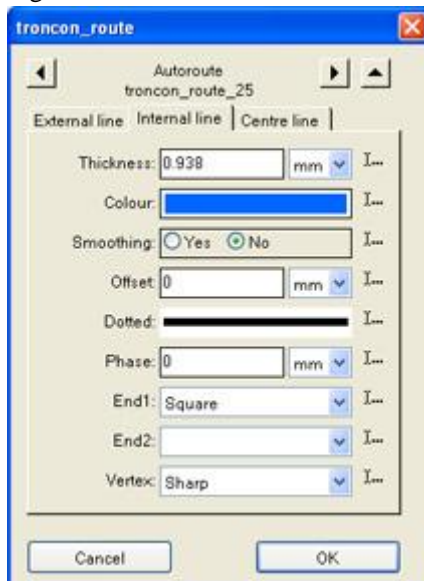 troncon_route
Autoroute
troncon_route_25
External line Internal line Centre line
Thickness: 0.938 mm I...
Colour: I...
Smoothing: Yes No I...
Offset: 0 mm I...
Dotted: I...
Phase: 0 mm I...
End1: Square I...
End2: I...
Vertex: Sharp I...
Cancel OK